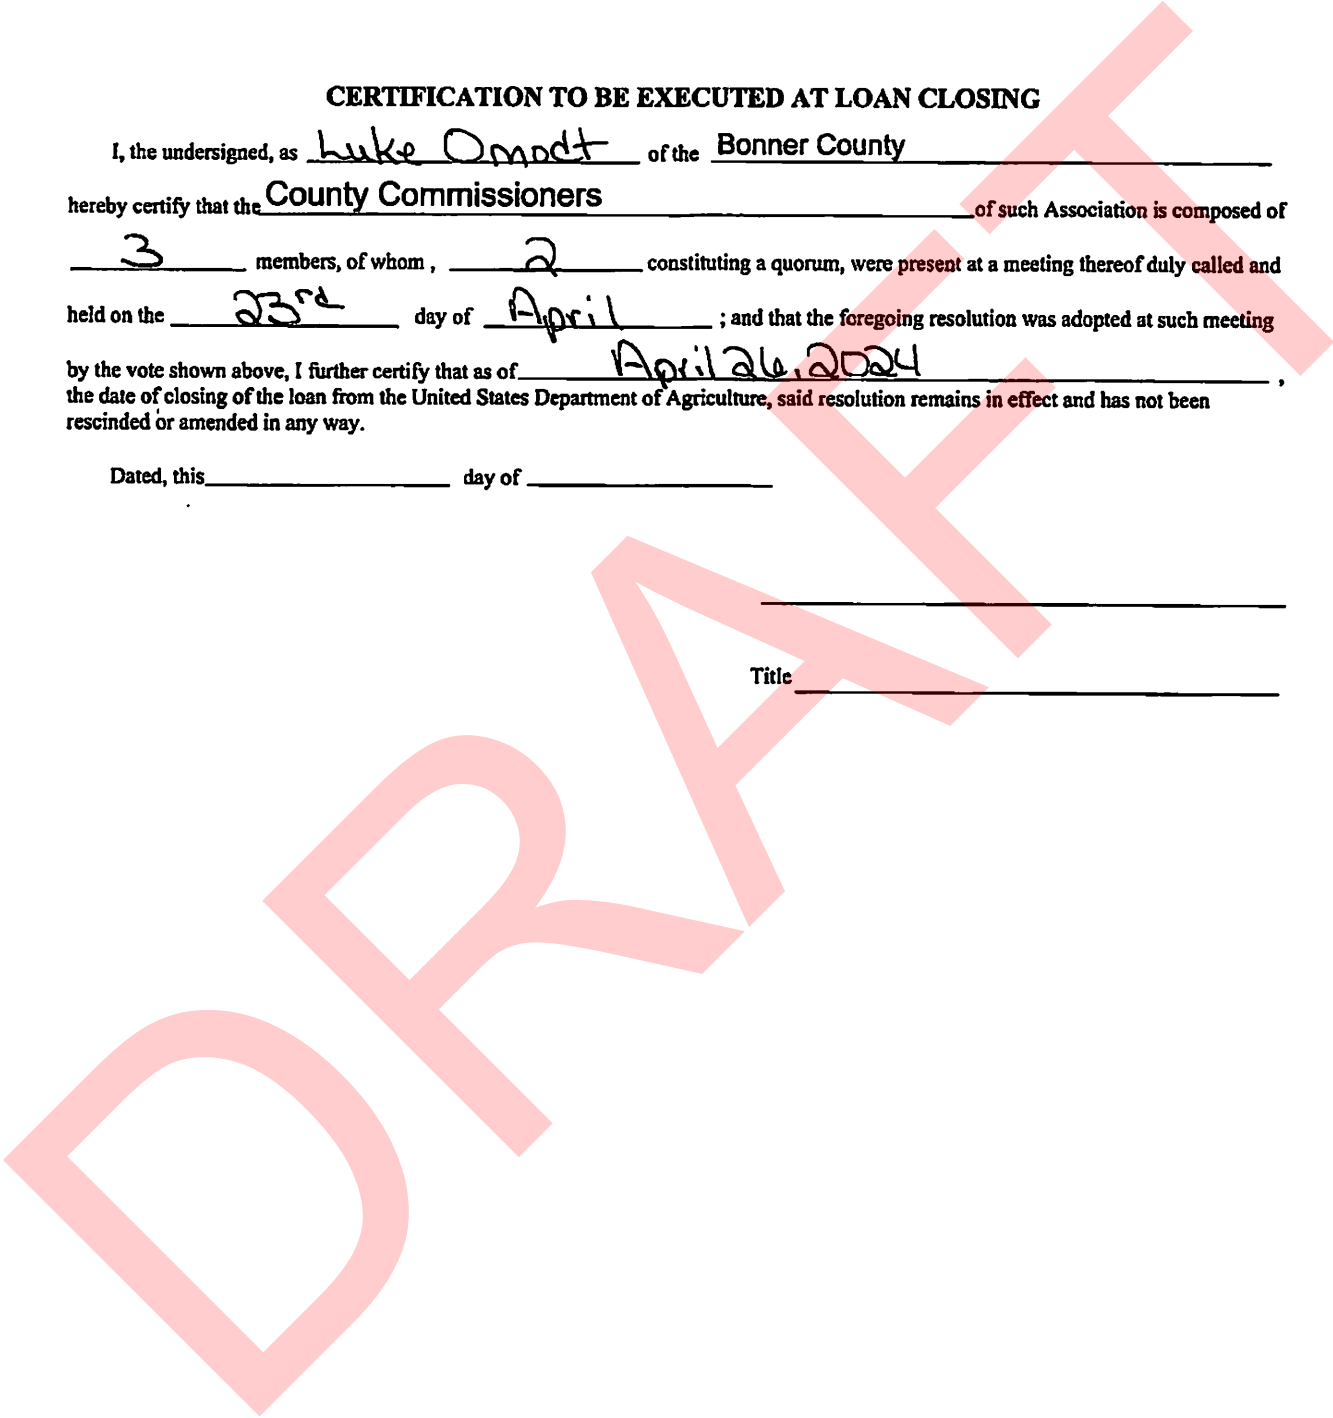 CERTIFICATION TO BE EXECUTED AT LOAN CLOSING
I, the undersigned, as Luke Omodt of the Bonner County
hereby certify that the County Commissioners of such Association is composed of
3 members, of whom , 2 constituting a quorum, were present at a meeting thereof duly called and
held on the 23rd day of April ; and that the foregoing resolution was adopted at such meeting
by the vote shown above, I further certify that as of April 26, 2024 ,
the date of closing of the loan from the United States Department of Agriculture, said resolution remains in effect and has not been
rescinded or amended in any way.
Dated, this day of
Title
DRAFT